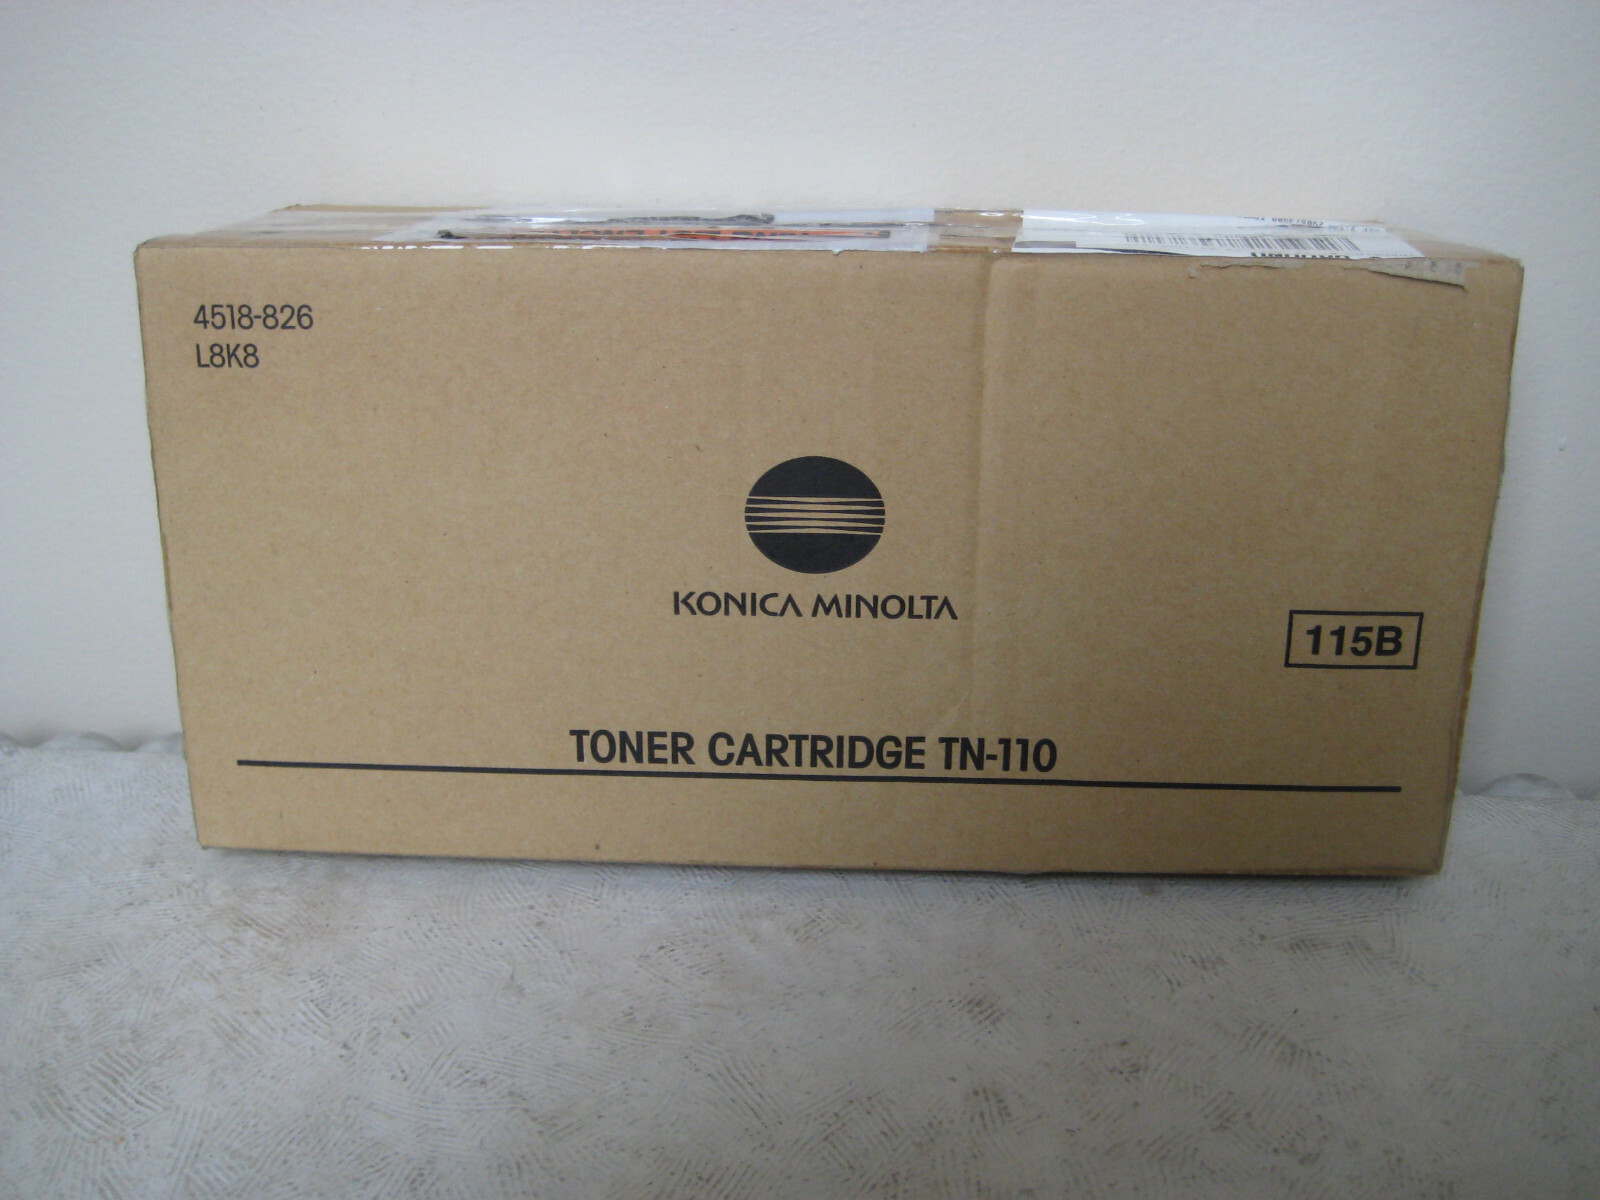 4518-826
L8K8
KONICA MINOLTA
115B
TONER CARTRIDGE TN-110